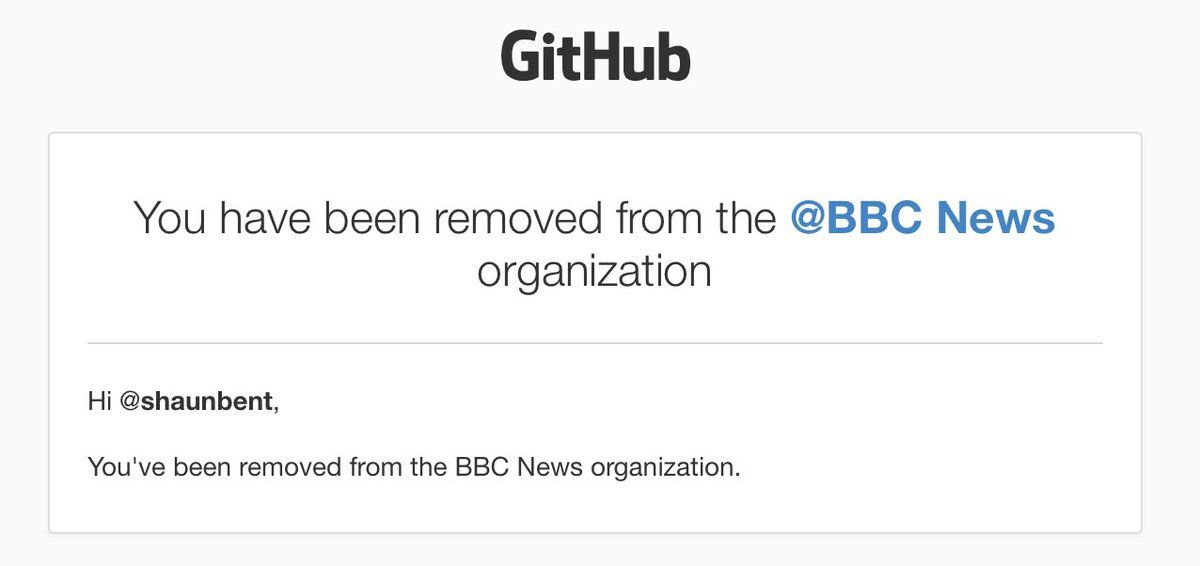 GitHub
You have been removed from the @BBC News
organization
Hi @shaunbent,
You've been removed from the BBC News organization.